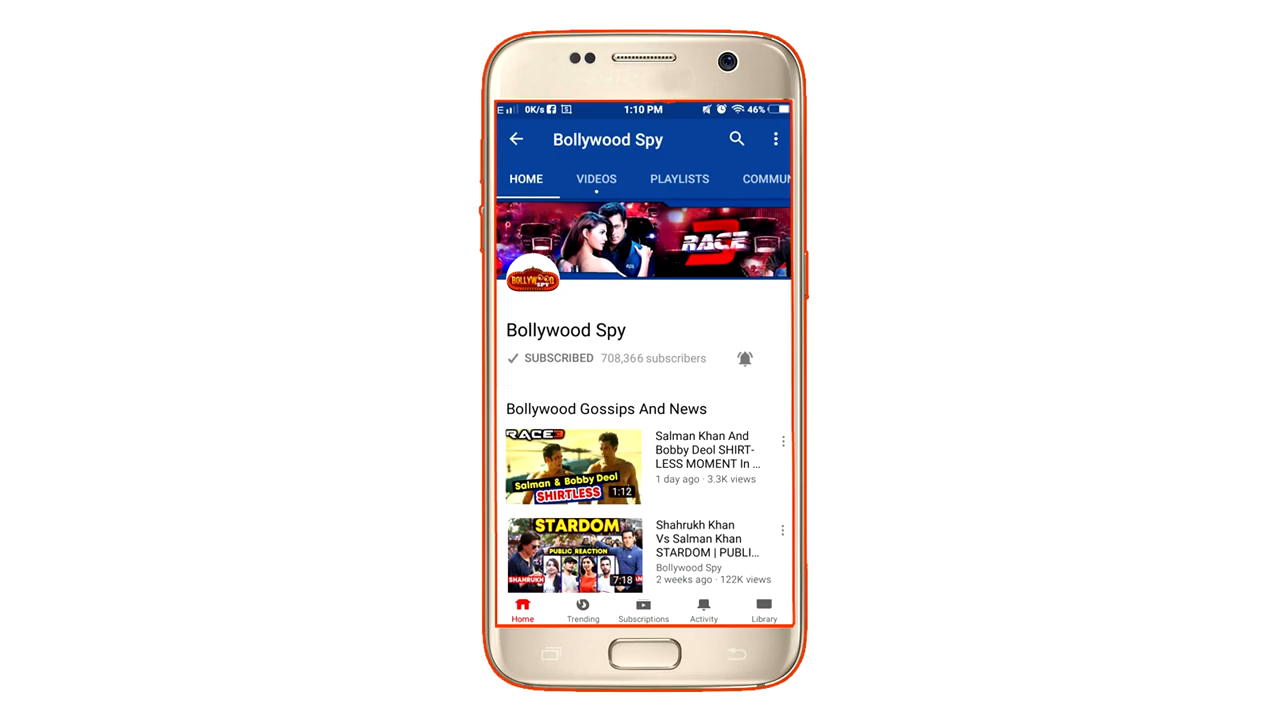 E 0K/s 1:10 PM 46%
Bollywood Spy
HOME VIDEOS PLAYLISTS COMMUN
RACE 3
BOLLYWOOD
SPY
Bollywood Spy
SUBSCRIBED 708,366 subscribers
Bollywood Gossips And News
RACE3
Salman & Bobby Deol
SHIRTLESS
1:12
Salman Khan And
Bobby Deol SHIRT-
LESS MOMENT In ...
1 day ago · 3.3K views
STARDOM
PUBLIC REACTION
SHAHRUKH
7:18
Shahrukh Khan
Vs Salman Khan
STARDOM | PUBLI...
Bollywood Spy
2 weeks ago · 122K views
Home Trending Subscriptions Activity Library